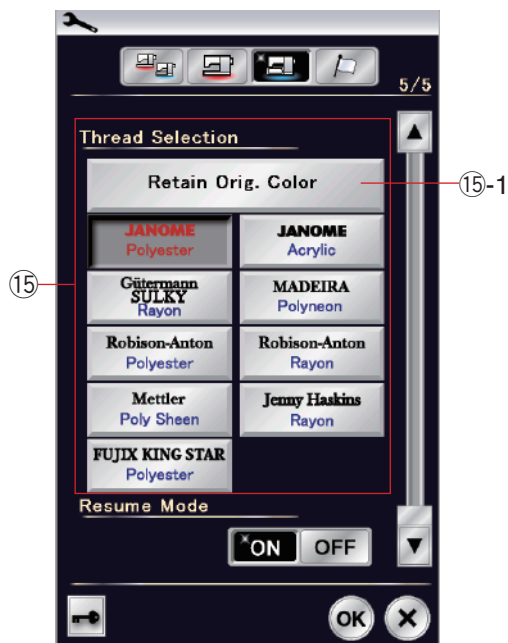 5/5
Thread Selection
Retain Orig. Color
⑮-1
JANOME
Polyester
JANOME
Acrylic
⑮
Gütermann
SULKY
Rayon
MADEIRA
Polyneon
Robison-Anton
Polyester
Robison-Anton
Rayon
Mettler
Poly Sheen
Jenny Haskins
Rayon
FUJIX KING STAR
Polyester
Resume Mode
ON OFF
OK